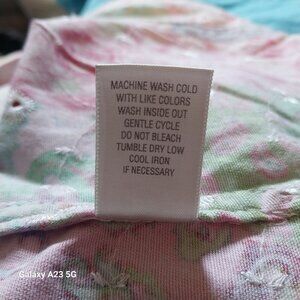 MACHINE WASH COLD
WITH LIKE COLORS
WASH INSIDE OUT
GENTLE CYCLE
DO NOT BLEACH
TUMBLE DRY LOW
COOL IRON
IF NECESSARY
Galaxy A23 5G